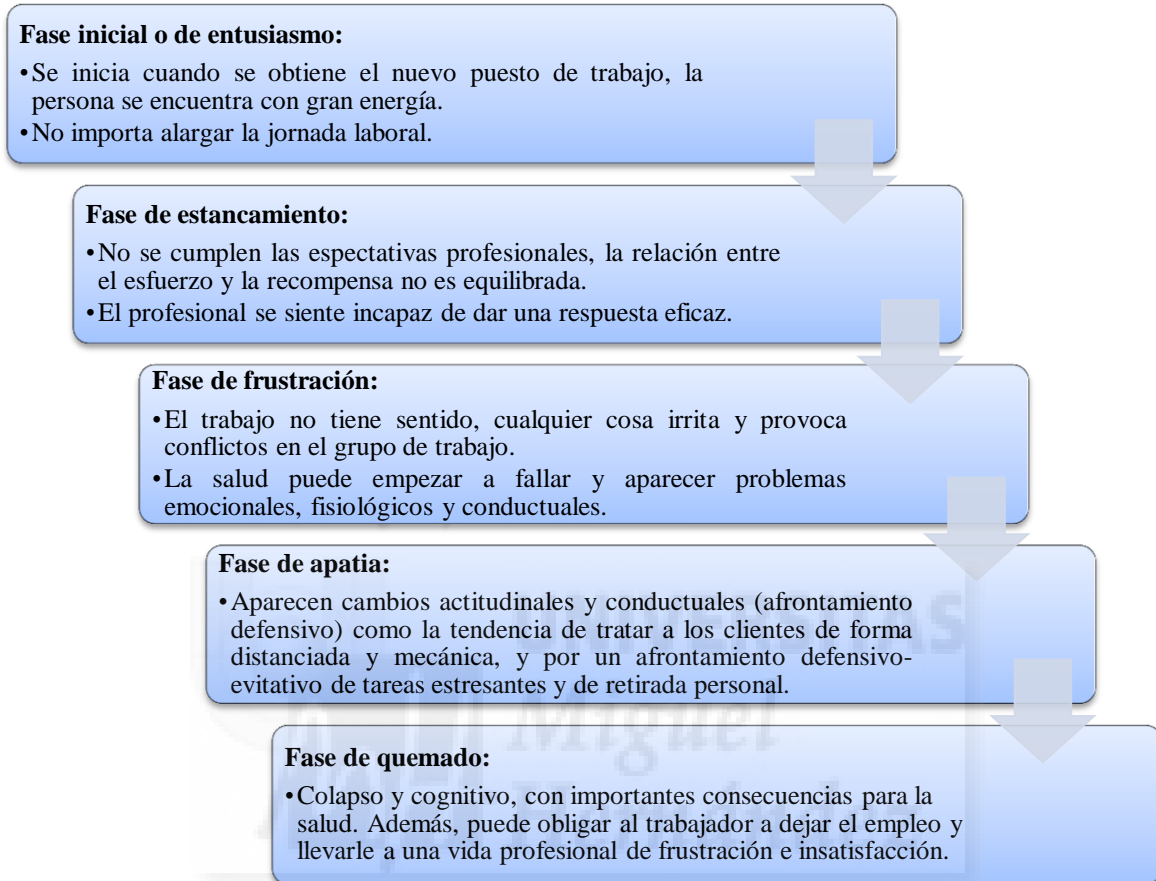 Fase inicial o de entusiasmo:
•Se inicia cuando se obtiene el nuevo puesto de trabajo, la
persona se encuentra con gran energía.
•No importa alargar la jornada laboral.
Fase de estancamiento:
•No se cumplen las espectativas profesionales, la relación entre
el esfuerzo y la recompensa no es equilibrada.
•El profesional se siente incapaz de dar una respuesta eficaz.
Fase de frustración:
•El trabajo no tiene sentido, cualquier cosa irrita y provoca
conflictos en el grupo de trabajo.
•La salud puede empezar a fallar y aparecer problemas
emocionales, fisiológicos y conductuales.
Fase de apatia:
•Aparecen cambios actitudinales y conductuales (afrontamiento
defensivo) como la tendencia de tratar a los clientes de forma
distanciada y mecánica, y por un afrontamiento defensivo-
evitativo de tareas estresantes y de retirada personal.
UNIVERSITAS
Miguel
Hernández
Fase de quemado:
•Colapso y cognitivo, con importantes consecuencias para la
salud. Además, puede obligar al trabajador a dejar el empleo y
llevarle a una vida profesional de frustración e insatisfacción.